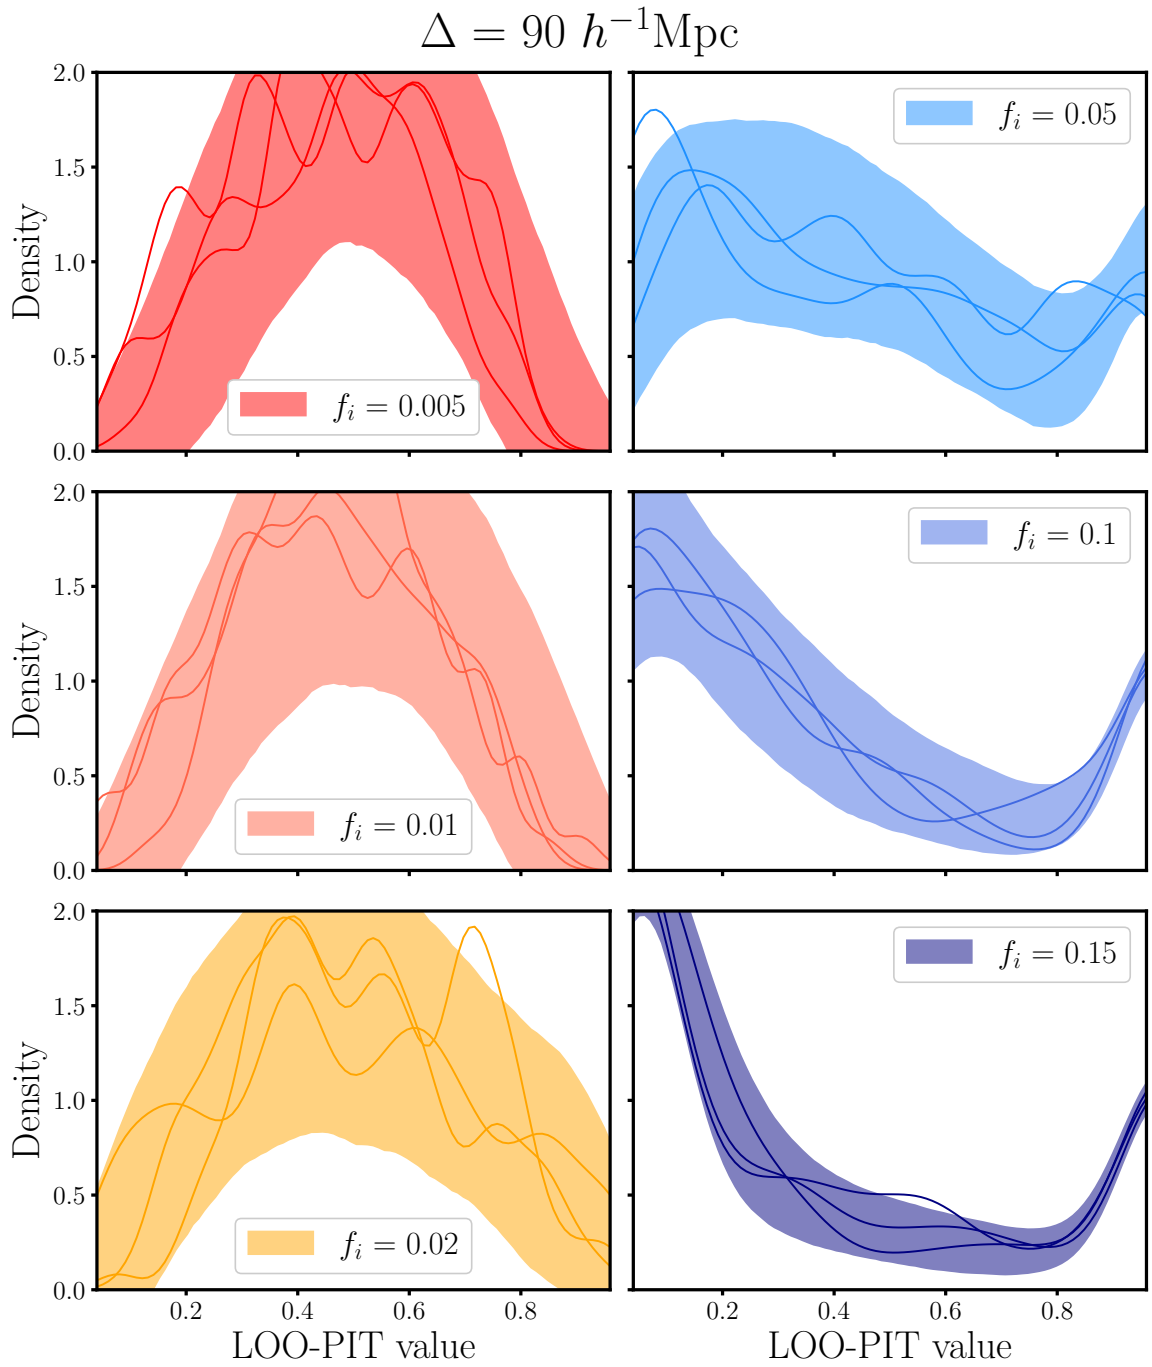 Δ = 90 h⁻¹Mpc
2.0
1.5
1.0
0.5
0.0
Density
f_i = 0.005
f_i = 0.05
2.0
1.5
1.0
0.5
0.0
Density
f_i = 0.01
f_i = 0.1
2.0
1.5
1.0
0.5
0.0
Density
f_i = 0.02
f_i = 0.15
0.2 0.4 0.6 0.8
0.2 0.4 0.6 0.8
LOO-PIT value
LOO-PIT value